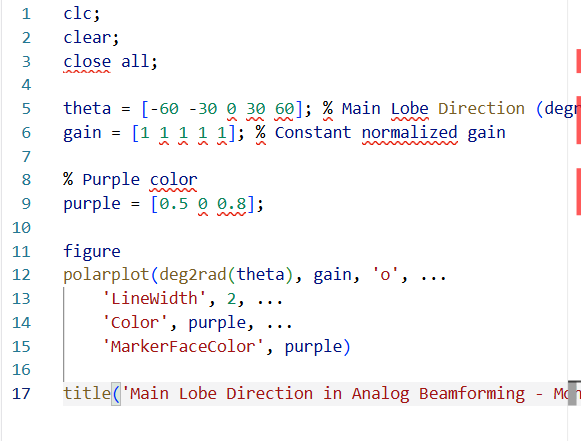 1 clc;
2 clear;
3 close all;
4
5 theta = [-60 -30 0 30 60]; % Main Lobe Direction (degr
6 gain = [1 1 1 1 1]; % Constant normalized gain
7
8 % Purple color
9 purple = [0.5 0 0.8];
10
11 figure
12 polarplot(deg2rad(theta), gain, 'o', ...
13 'LineWidth', 2, ...
14 'Color', purple, ...
15 'MarkerFaceColor', purple)
16
17 title('Main Lobe Direction in Analog Beamforming -